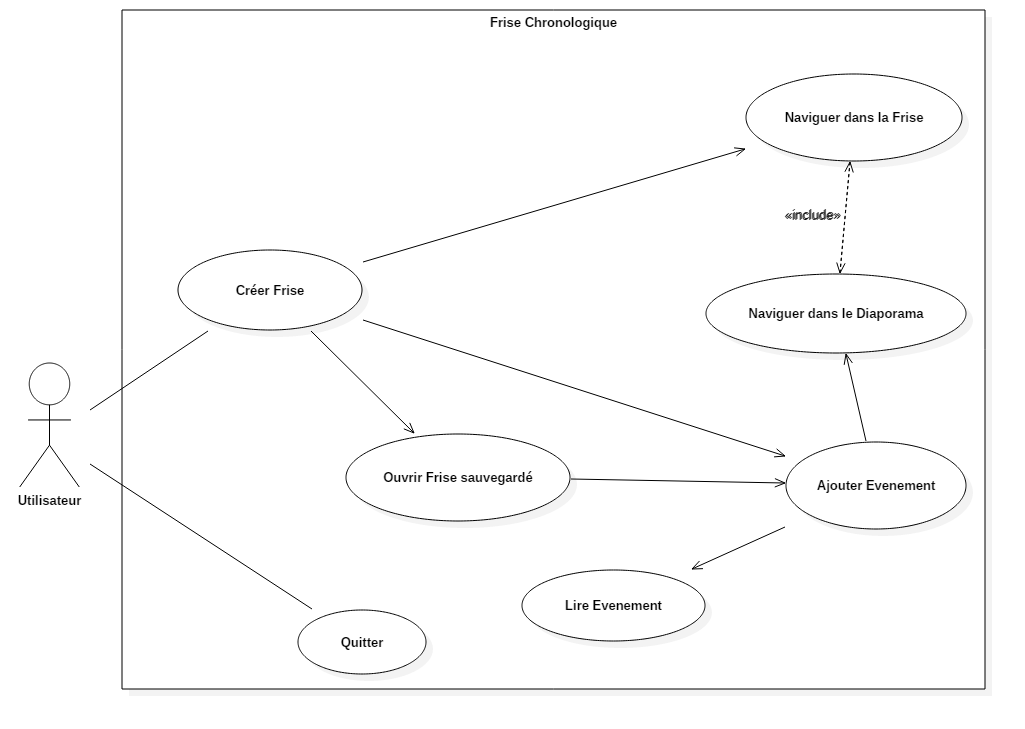 Frise Chronologique
Naviguer dans la Frise
«include»
Créer Frise
Naviguer dans le Diaporama
Ouvrir Frise sauvegardé
Ajouter Evenement
Utilisateur
Lire Evenement
Quitter